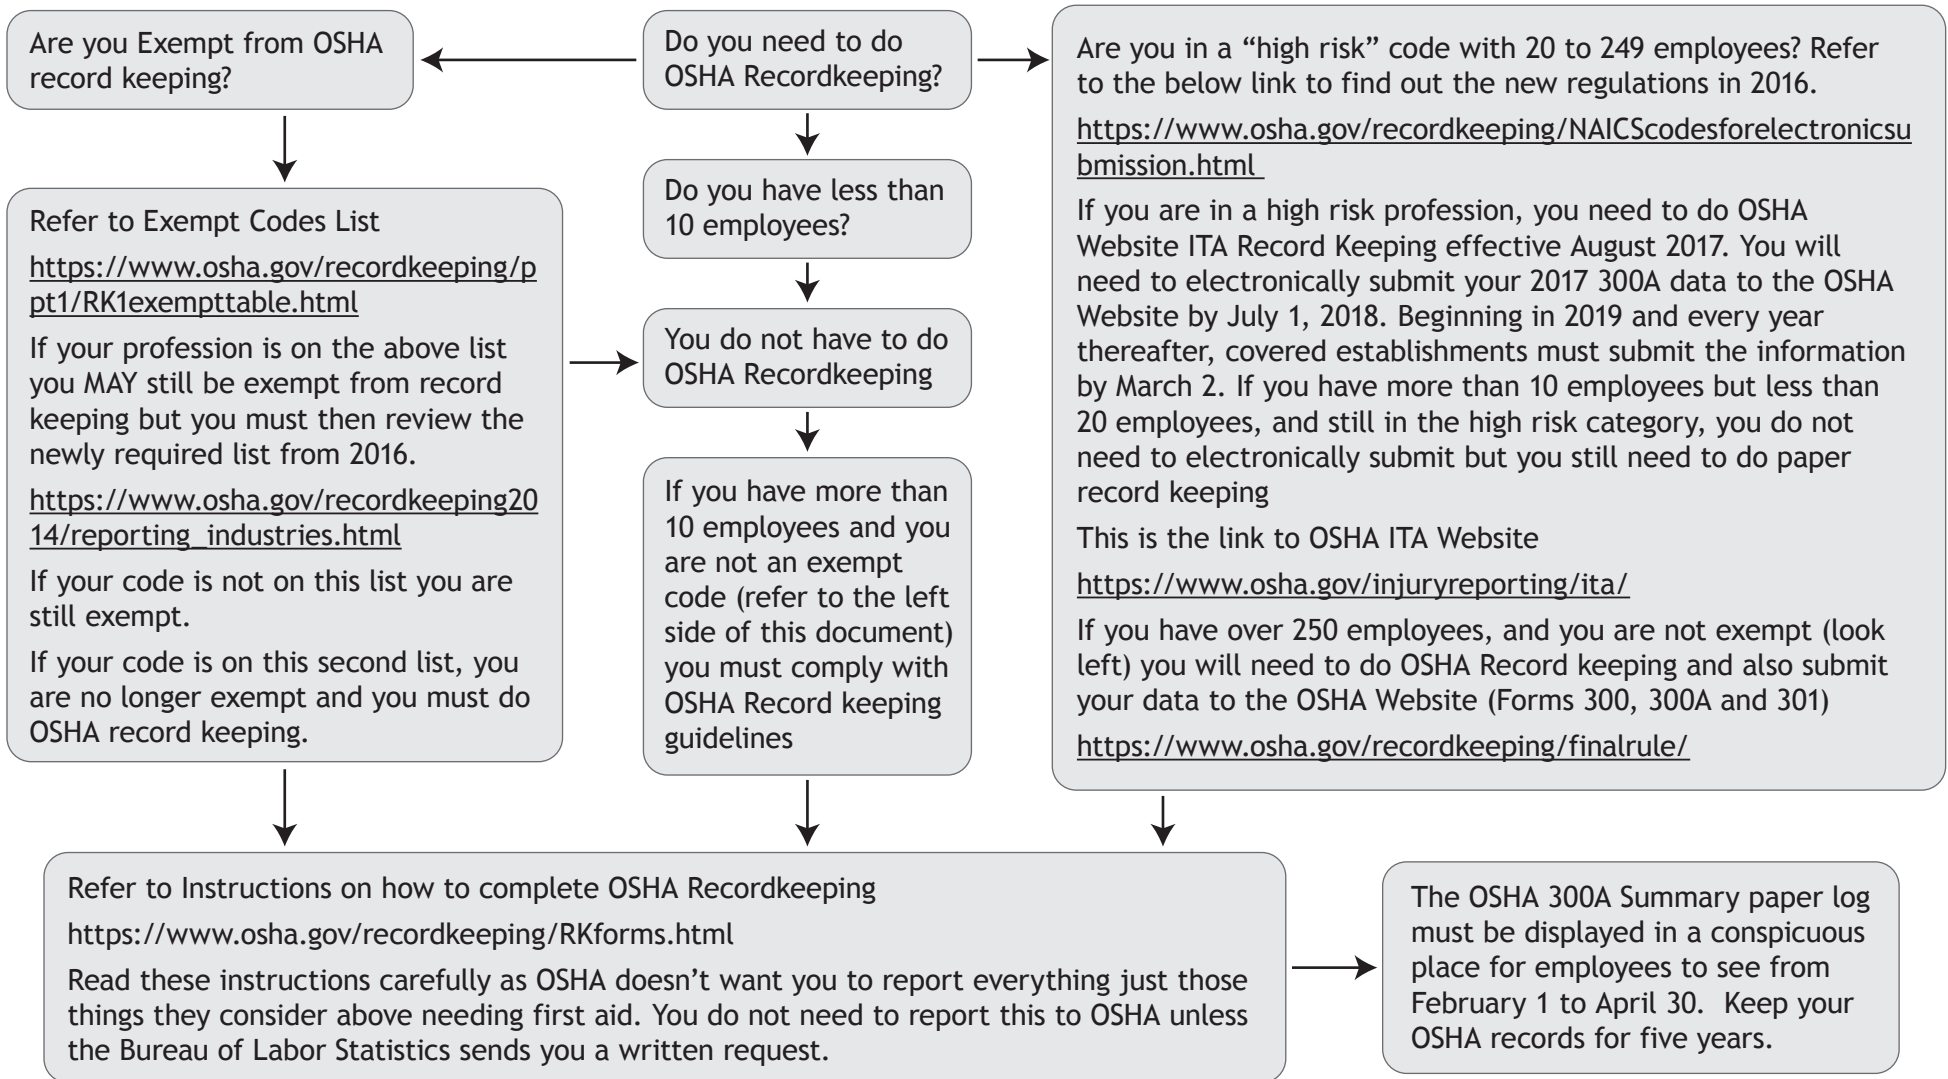 Are you Exempt from OSHA
record keeping?
Do you need to do
OSHA Recordkeeping?
Are you in a “high risk” code with 20 to 249 employees? Refer
to the below link to find out the new regulations in 2016.
https://www.osha.gov/recordkeeping/NAICScodesforelectronicsu
bmission.html
If you are in a high risk profession, you need to do OSHA
Website ITA Record Keeping effective August 2017. You will
need to electronically submit your 2017 300A data to the OSHA
Website by July 1, 2018. Beginning in 2019 and every year
thereafter, covered establishments must submit the information
by March 2. If you have more than 10 employees but less than
20 employees, and still in the high risk category, you do not
need to electronically submit but you still need to do paper
record keeping
This is the link to OSHA ITA Website
https://www.osha.gov/injuryreporting/ita/
If you have over 250 employees, and you are not exempt (look
left) you will need to do OSHA Record keeping and also submit
your data to the OSHA Website (Forms 300, 300A and 301)
https://www.osha.gov/recordkeeping/finalrule/
Refer to Exempt Codes List
https://www.osha.gov/recordkeeping/p
pt1/RK1exempttable.html
If your profession is on the above list
you MAY still be exempt from record
keeping but you must then review the
newly required list from 2016.
https://www.osha.gov/recordkeeping20
14/reporting_industries.html
If your code is not on this list you are
still exempt.
If your code is on this second list, you
are no longer exempt and you must do
OSHA record keeping.
Do you have less than
10 employees?
You do not have to do
OSHA Recordkeeping
If you have more than
10 employees and you
are not an exempt
code (refer to the left
side of this document)
you must comply with
OSHA Record keeping
guidelines
Refer to Instructions on how to complete OSHA Recordkeeping
https://www.osha.gov/recordkeeping/RKforms.html
Read these instructions carefully as OSHA doesn’t want you to report everything just those
things they consider above needing first aid. You do not need to report this to OSHA unless
the Bureau of Labor Statistics sends you a written request.
The OSHA 300A Summary paper log
must be displayed in a conspicuous
place for employees to see from
February 1 to April 30.  Keep your
OSHA records for five years.